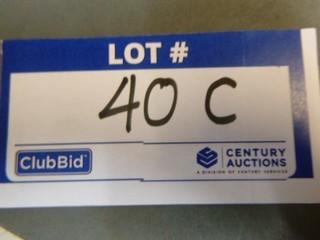 LOT #
40 C
ClubBid
CENTURY
AUCTIONS
A DIVISION OF CENTURY SERVICES